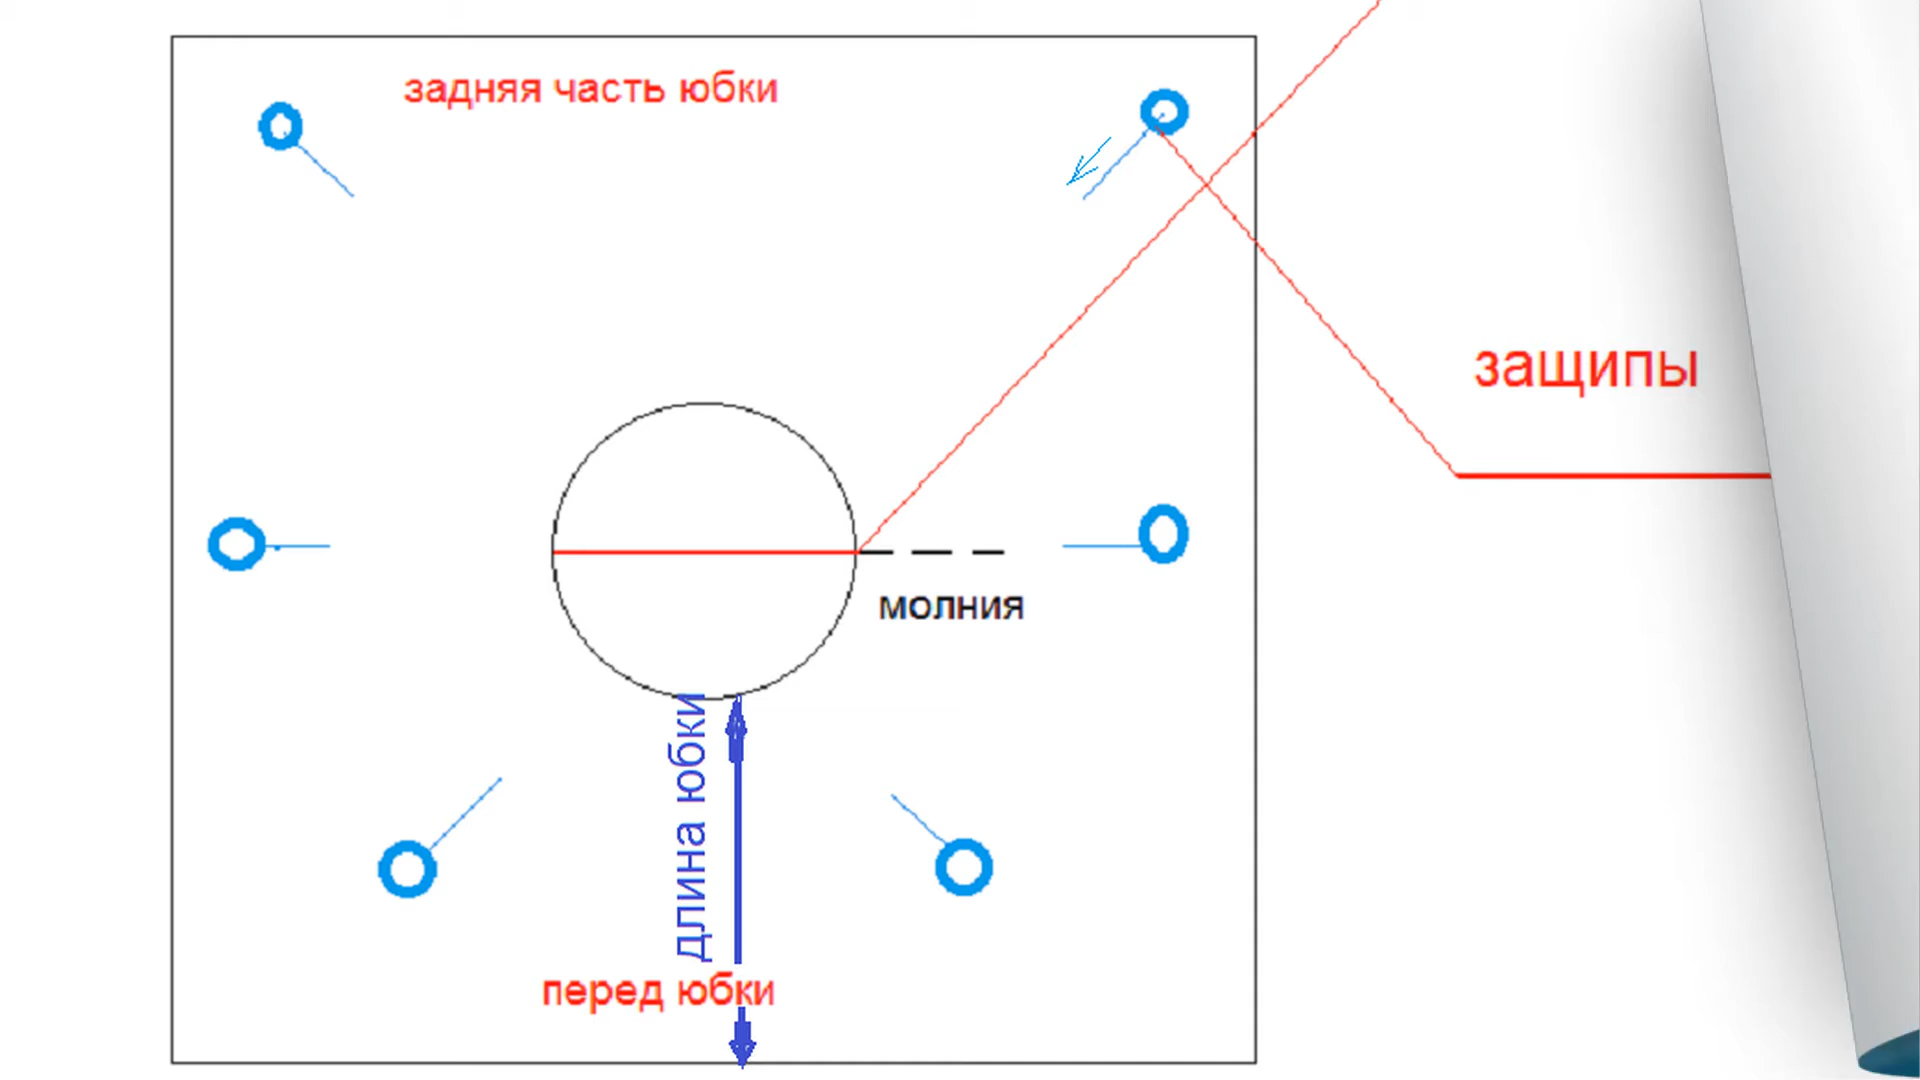 задняя часть юбки
защипы
молния
длина юбки
перед юбки